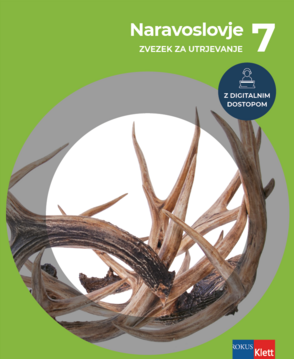 Naravoslovje 7
ZVEZEK ZA UTRJEVANJE
Z DIGITALNIM
DOSTOPOM
ROKUS
Klett